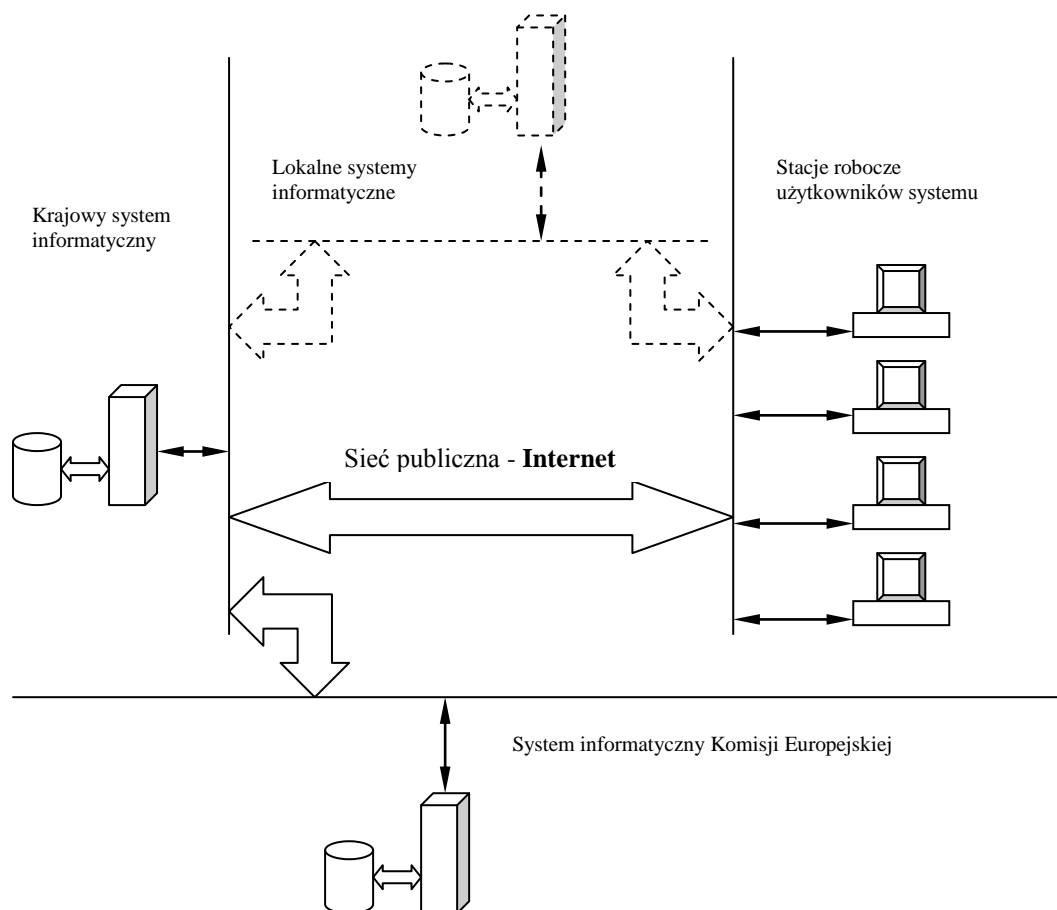 Lokalne systemy
informatyczne
Stacje robocze
użytkowników systemu
Krajowy system
informatyczny
Sieć publiczna - Internet
System informatyczny Komisji Europejskiej